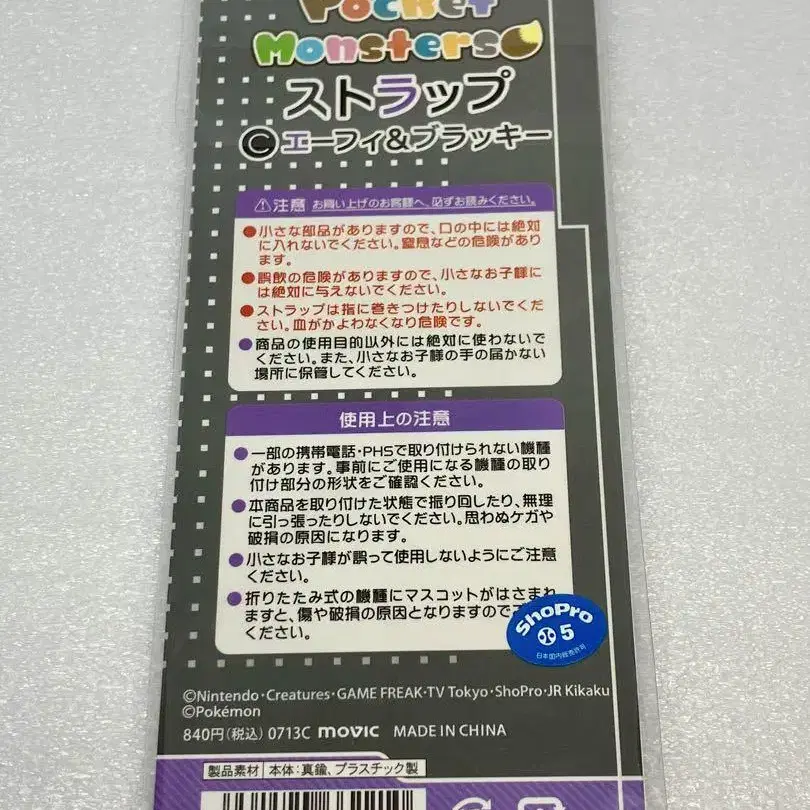 Pocket
Monsters
ストラップ
Cエーフィ&ブラッキー
⚠注意 お買い上げのお客様へ、必ずお読みください。
●小さな部品がありますので、口の中には絶対
に入れないでください。窒息などの危険があり
ます。
●誤飲の危険がありますので、小さなお子様に
は絶対に与えないでください。
●ストラップは指に巻きつけたりしないでくだ
さい。血がかよわなくなり危険です。
●商品の使用目的以外には絶対に使わないで
ください。また、小さなお子様の手の届かない
場所に保管してください。
使用上の注意
●一部の携帯電話・PHSで取り付けられない機種
があります。事前にご使用になる機種の取り
付け部分の形状をご確認ください。
●本商品を取り付けた状態で振り回したり、無理
に引っ張ったりしないでください。思わぬケガや
破損の原因になります。
●小さなお子様が誤って使用しないようにご注意
ください。
●折りたたみ式の機種にマスコットがはさまれ
ますと、傷や破損の原因となりますので
ください。
ShoPro
5
日本国内販売許可
©Nintendo・Creatures・GAME FREAK・TV Tokyo・ShoPro・JR Kikaku
©Pokémon
840円(税込) 0713C movic MADE IN CHINA
製品素材 本体:真鍮、プラスチック製